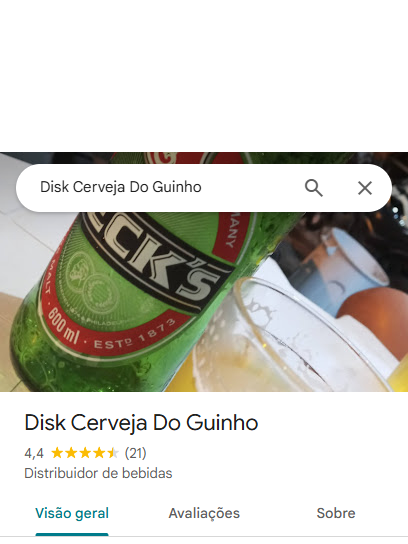 Disk Cerveja Do Guinho
G
MANY
ECK'S
MALT · 600 ml · ESTD 1873
Disk Cerveja Do Guinho
4,4 (21)
Distribuidor de bebidas
Visão geral
Avaliações
Sobre